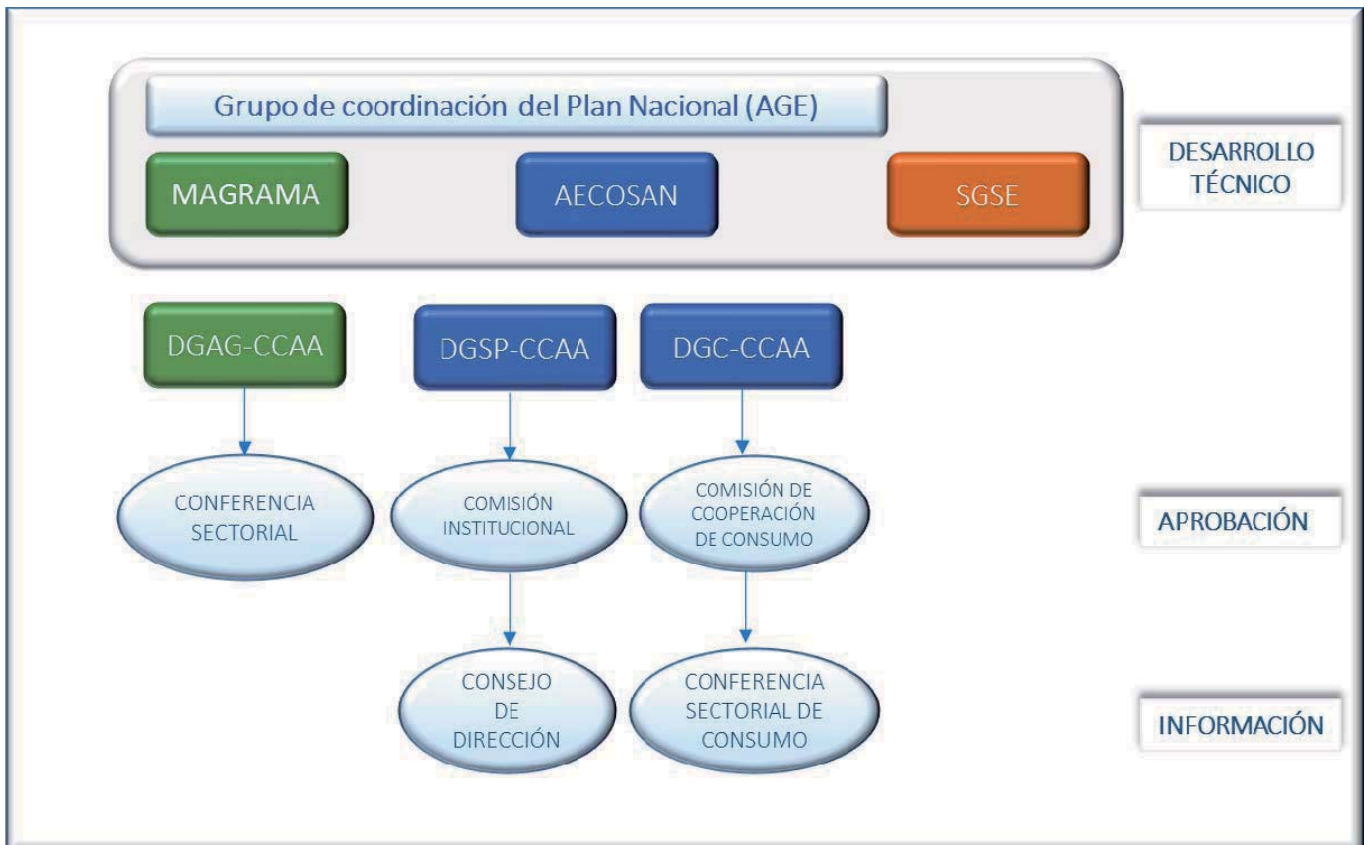 Grupo de coordinación del Plan Nacional (AGE)
MAGRAMA
AECOSAN
SGSE
DESARROLLO
TÉCNICO
DGAG-CCAA
DGSP-CCAA
DGC-CCAA
CONFERENCIA
SECTORIAL
COMISIÓN
INSTITUCIONAL
COMISIÓN DE
CCOPERACIÓN
DE CONSUMO
APROBACIÓN
CONSEJO
DE
DIRECCIÓN
CONFERENCIA
SECTORIAL DE
CONSUMO
INFORMACIÓN